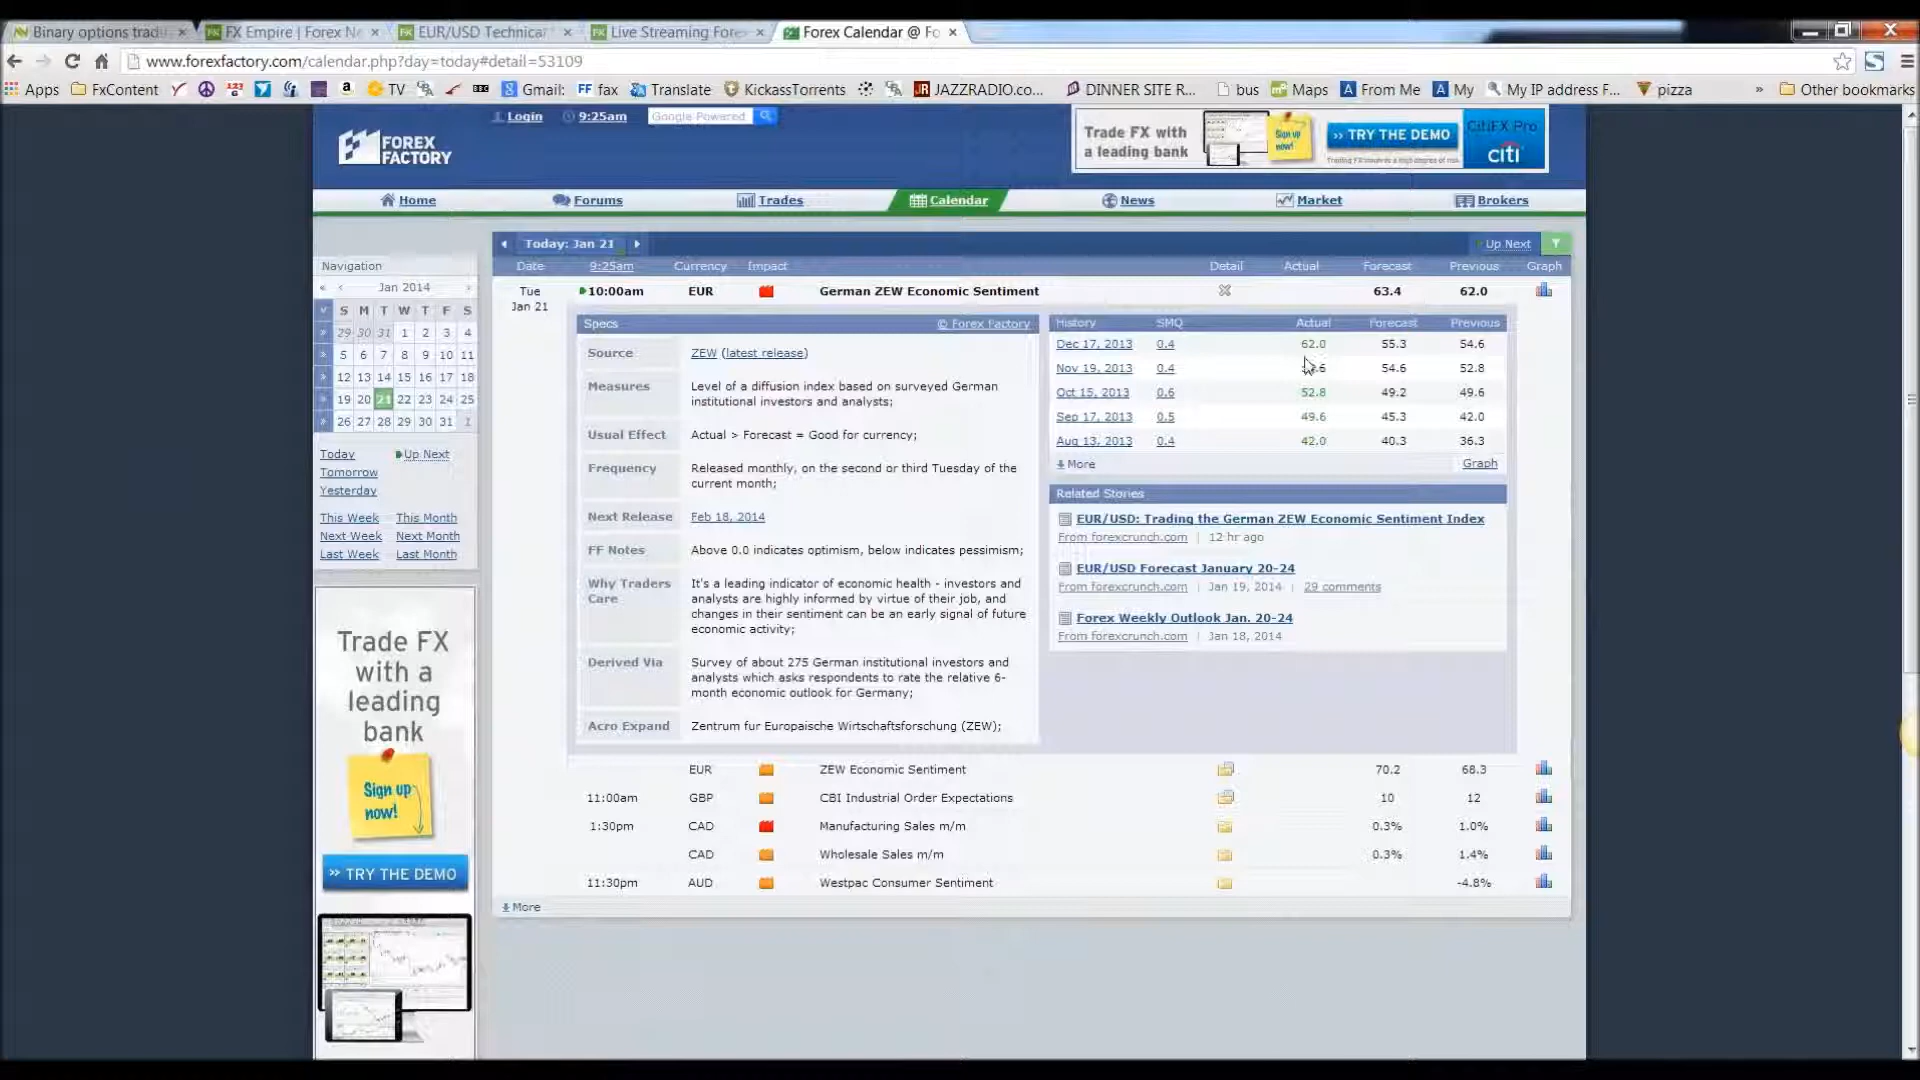 Binary options tradi
FX Empire | Forex Ne
EUR/USD Technical
Live Streaming Fore
Forex Calendar @ Fo
www.forexfactory.com/calendar.php?day=today#detail=53109
Apps FxContent TV BBC Gmail: FF fax Translate KickassTorrents JAZZRADIO.co... DINNER SITE R... bus Maps From Me My My IP address F... pizza » Other bookmarks
Login 9:25am Google Powered
FOREX
FACTORY
Trade FX with
a leading bank
Sign up
now!
>> TRY THE DEMO
CitiFX Pro
citi
Home Forums Trades Calendar News Market Brokers
Navigation
Jan 2014
S M T W T F S
29 30 31 1 2 3 4
5 6 7 8 9 10 11
12 13 14 15 16 17 18
19 20 21 22 23 24 25
26 27 28 29 30 31 1
Today Up Next
Tomorrow
Yesterday
This Week This Month
Next Week Next Month
Last Week Last Month
Trade FX
with a
leading
bank
Sign up
now!
>> TRY THE DEMO
Today: Jan 21 Up Next
Date 9:25am Currency Impact Detail Actual Forecast Previous Graph
Tue
Jan 21
10:00am EUR German ZEW Economic Sentiment 63.4 62.0
Specs © Forex Factory
Source ZEW (latest release)
Measures Level of a diffusion index based on surveyed German
institutional investors and analysts;
Usual Effect Actual > Forecast = Good for currency;
Frequency Released monthly, on the second or third Tuesday of the
current month;
Next Release Feb 18, 2014
FF Notes Above 0.0 indicates optimism, below indicates pessimism;
Why Traders
Care
It's a leading indicator of economic health - investors and
analysts are highly informed by virtue of their job, and
changes in their sentiment can be an early signal of future
economic activity;
Derived Via Survey of about 275 German institutional investors and
analysts which asks respondents to rate the relative 6-
month economic outlook for Germany;
Acro Expand Zentrum fur Europaische Wirtschaftsforschung (ZEW);
History SMQ Actual Forecast Previous
Dec 17, 2013 0.4 62.0 55.3 54.6
Nov 19, 2013 0.4 54.6 52.8
Oct 15, 2013 0.6 52.8 49.2 49.6
Sep 17, 2013 0.5 49.6 45.3 42.0
Aug 13, 2013 0.4 42.0 40.3 36.3
More Graph
Related Stories
EUR/USD: Trading the German ZEW Economic Sentiment Index
From forexcrunch.com | 12 hr ago
EUR/USD Forecast January 20-24
From forexcrunch.com | Jan 19, 2014 | 29 comments
Forex Weekly Outlook Jan. 20-24
From forexcrunch.com | Jan 18, 2014
EUR ZEW Economic Sentiment 70.2 68.3
11:00am GBP CBI Industrial Order Expectations 10 12
1:30pm CAD Manufacturing Sales m/m 0.3% 1.0%
CAD Wholesale Sales m/m 0.3% 1.4%
11:30pm AUD Westpac Consumer Sentiment -4.8%
More